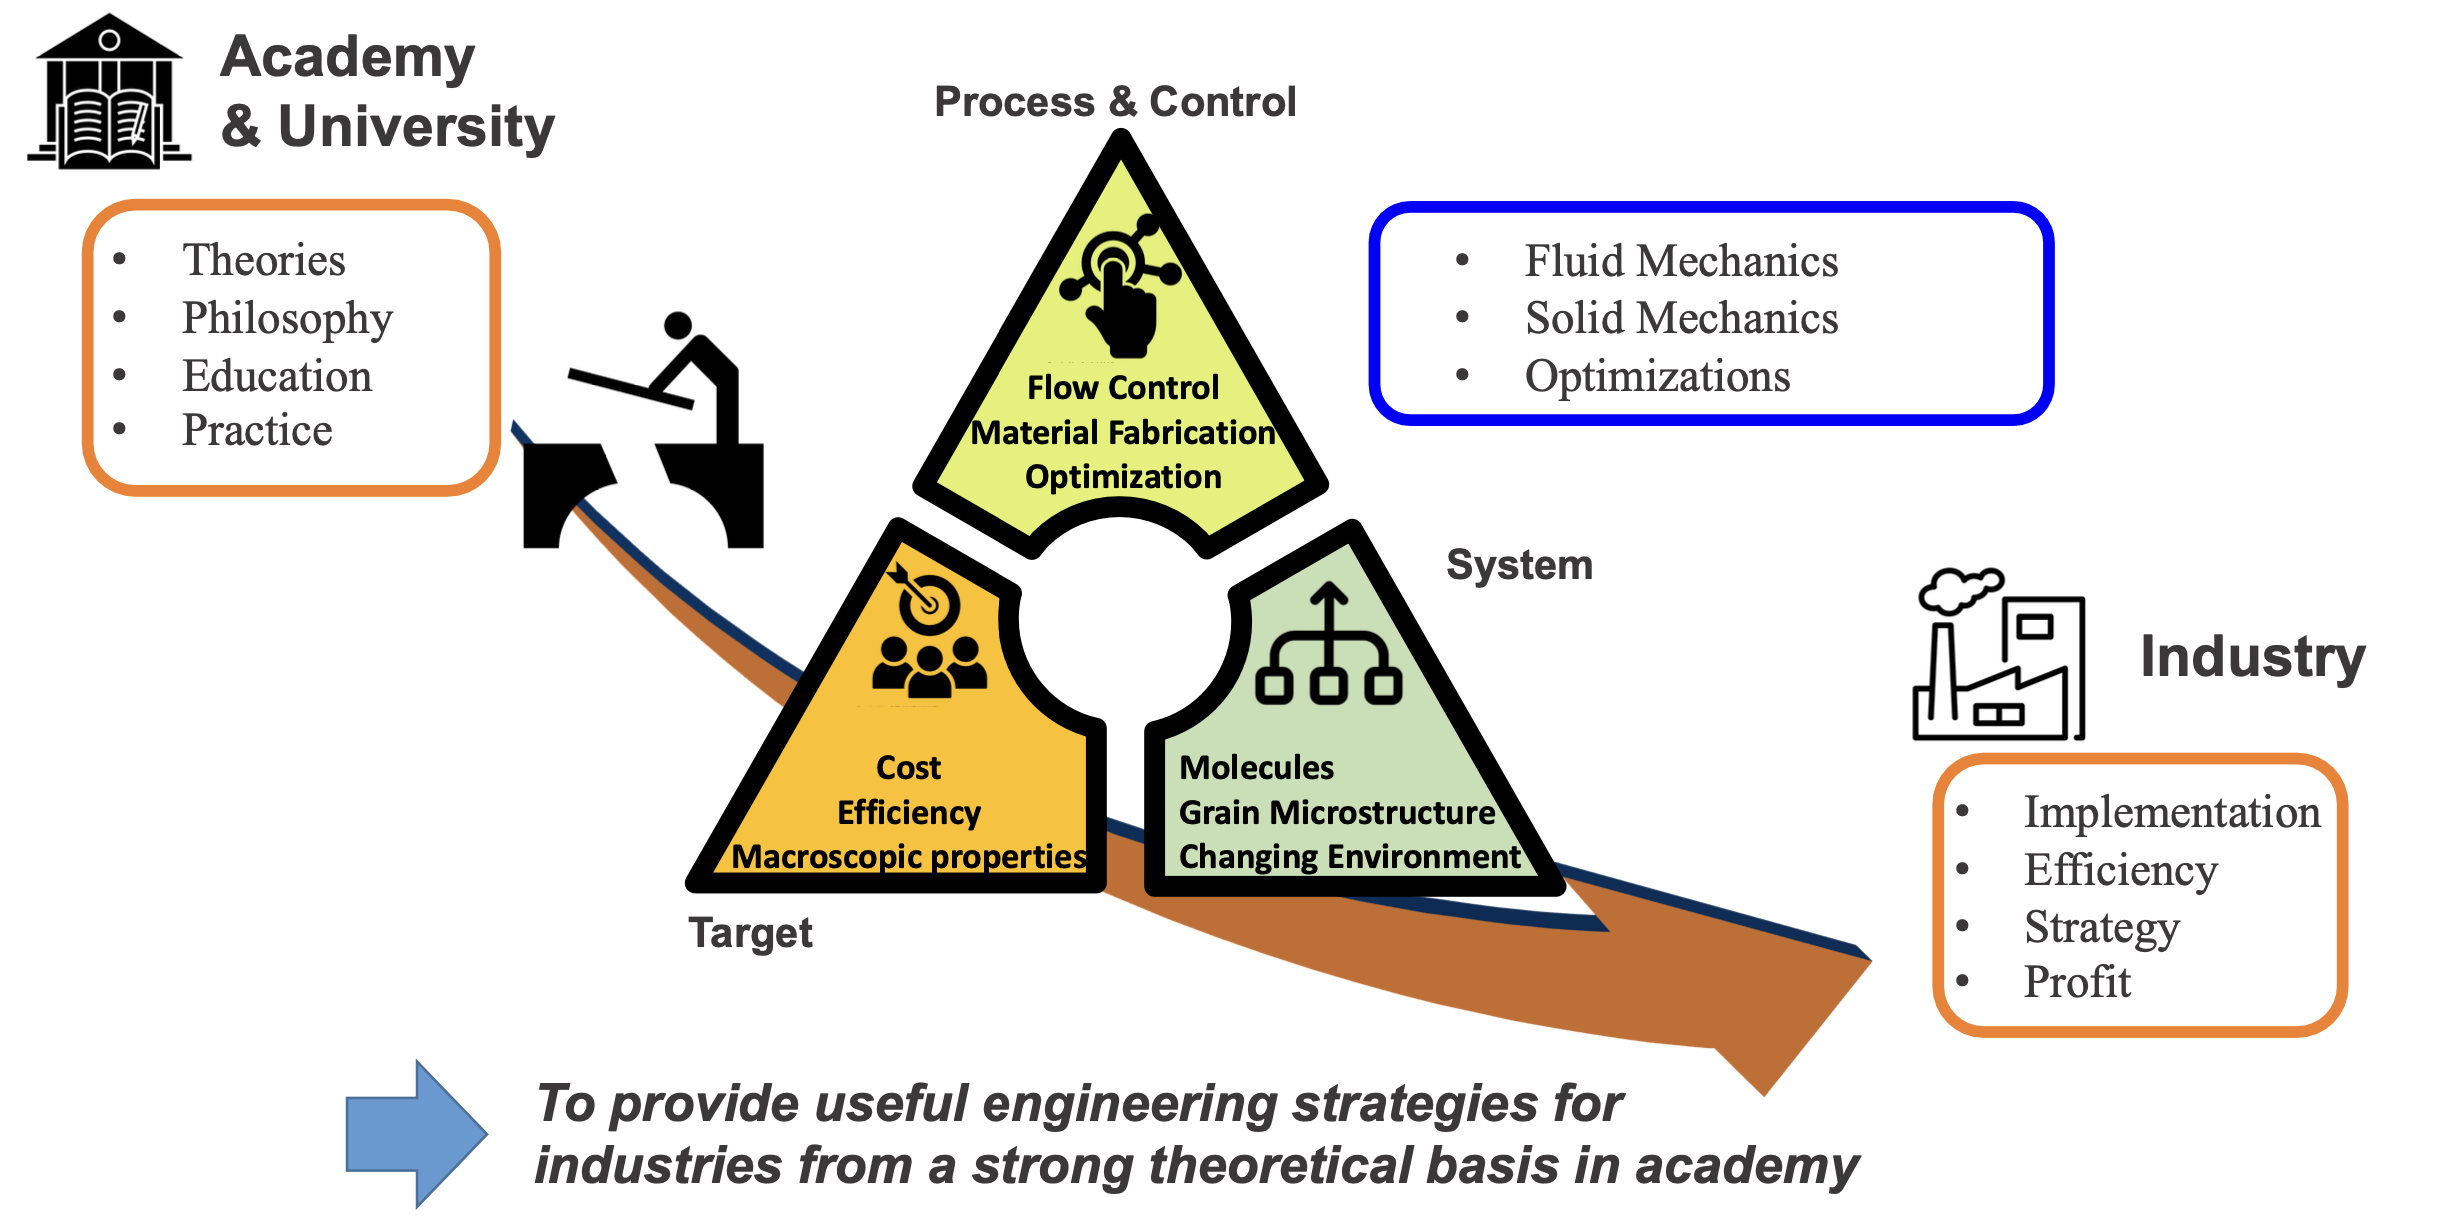 Academy
& University
• Theories
• Philosophy
• Education
• Practice
Process & Control
Flow Control
Material Fabrication
Optimization
• Fluid Mechanics
• Solid Mechanics
• Optimizations
Cost
Efficiency
Macroscopic properties
Target
System
Molecules
Grain Microstructure
Changing Environment
Industry
• Implementation
• Efficiency
• Strategy
• Profit
To provide useful engineering strategies for
industries from a strong theoretical basis in academy